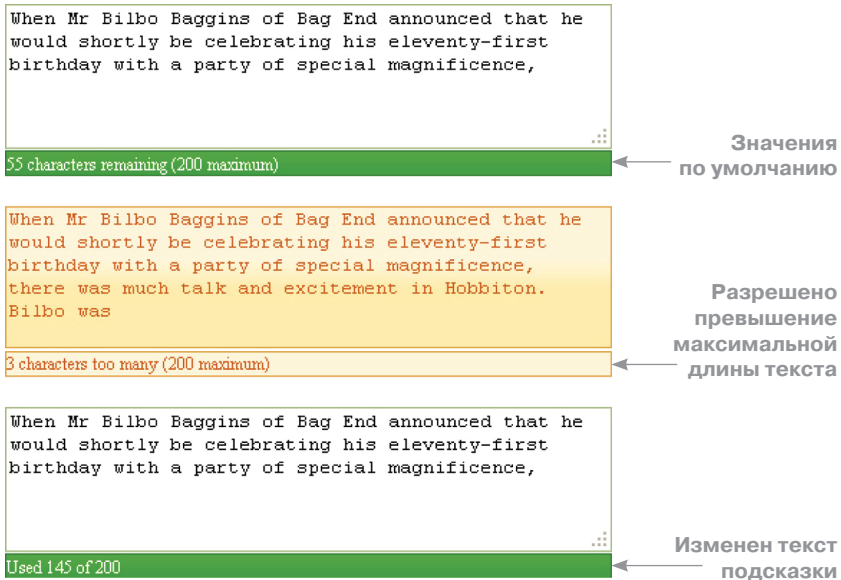 When Mr Bilbo Baggins of Bag End announced that he
would shortly be celebrating his eleventy-first
birthday with a party of special magnificence,
55 characters remaining (200 maximum)
Значения
по умолчанию
When Mr Bilbo Baggins of Bag End announced that he
would shortly be celebrating his eleventy-first
birthday with a party of special magnificence,
there was much talk and excitement in Hobbiton.
Bilbo was
3 characters too many (200 maximum)
Разрешено
превышение
максимальной
длины текста
When Mr Bilbo Baggins of Bag End announced that he
would shortly be celebrating his eleventy-first
birthday with a party of special magnificence,
Used 145 of 200
Изменен текст
подсказки